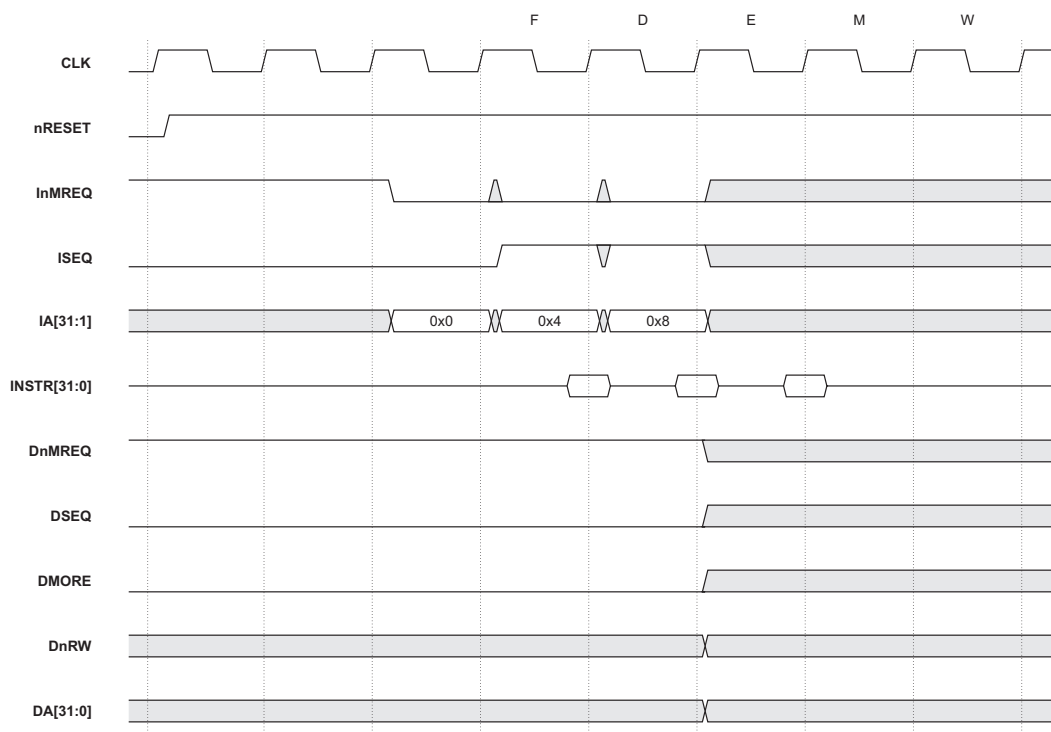 F D E M W
CLK
nRESET
InMREQ
ISEQ
IA[31:1] 0x0 0x4 0x8
INSTR[31:0]
DnMREQ
DSEQ
DMORE
DnRW
DA[31:0]